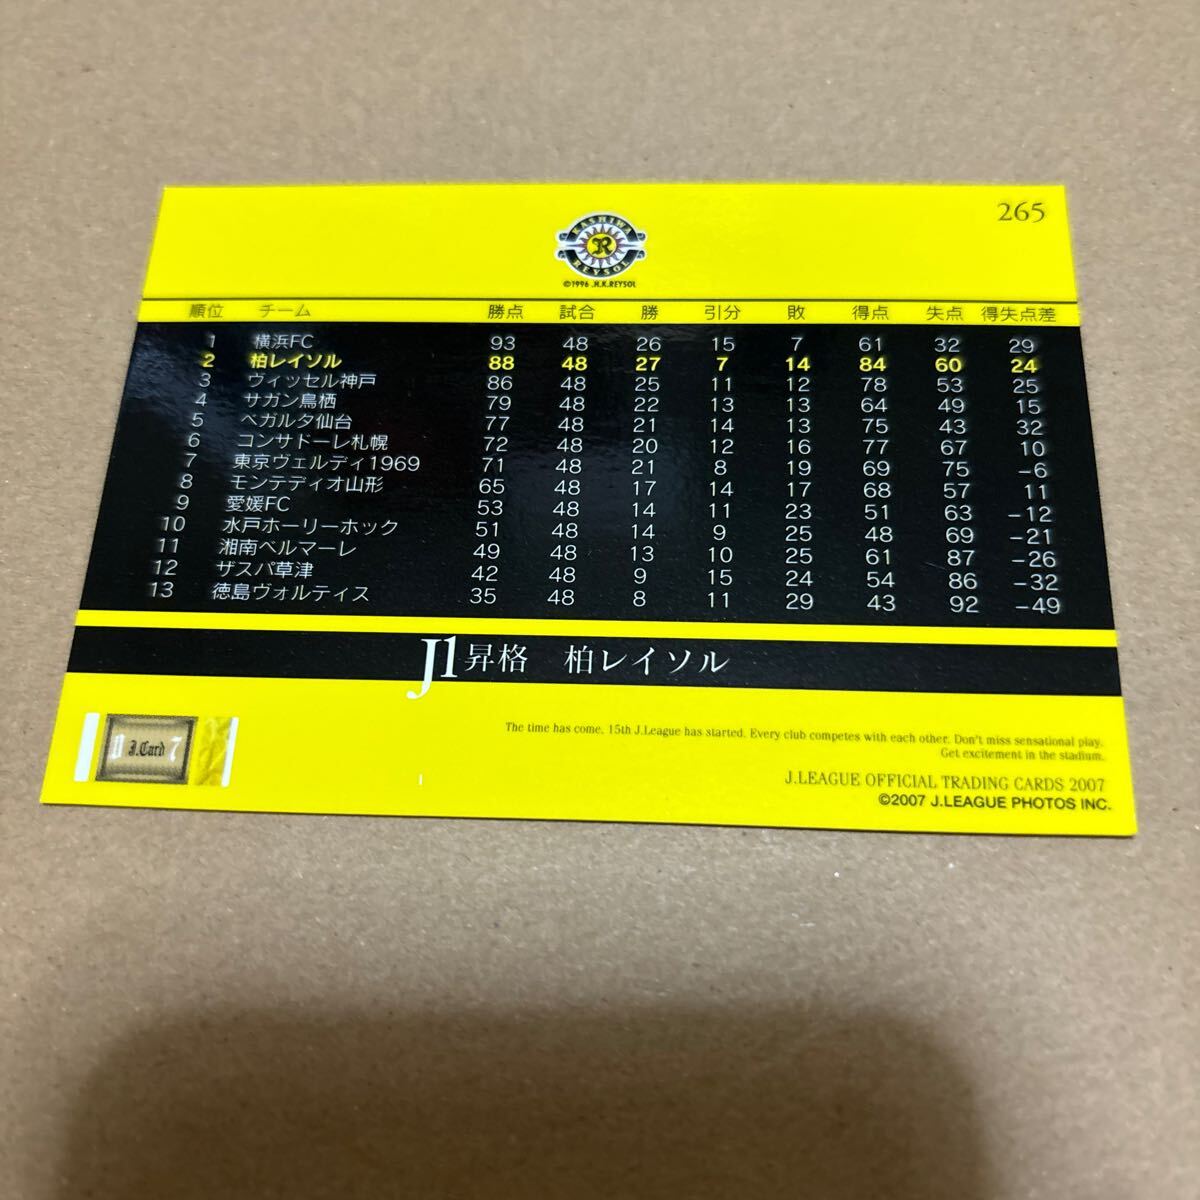 265
KASHIWA
R
REYSOL
©1996 .H.K.REYSOL
順位 チーム 勝点 試合 勝 引分 敗 得点 失点 得失点差
1 横浜FC 93 48 26 15 7 61 32 29
2 柏レイソル 88 48 27 7 14 84 60 24
3 ヴィッセル神戸 86 48 25 11 12 78 53 25
4 サガン鳥栖 79 48 22 13 13 64 49 15
5 ベガルタ仙台 77 48 21 14 13 75 43 32
6 コンサドーレ札幌 72 48 20 12 16 77 67 10
7 東京ヴェルディ1969 71 48 21 8 19 69 75 -6
8 モンテディオ山形 65 48 17 14 17 68 57 11
9 愛媛FC 53 48 14 11 23 51 63 -12
10 水戸ホーリーホック 51 48 14 9 25 48 69 -21
11 湘南ベルマーレ 49 48 13 10 25 61 87 -26
12 ザスパ草津 42 48 9 15 24 54 86 -32
13 徳島ヴォルティス 35 48 8 11 29 43 92 -49
J1昇格 柏レイソル
J.Card 7
The time has come. 15th J.League has started. Every club competes with each other. Don't miss sensational play.
Get excitement in the stadium.
J.LEAGUE OFFICIAL TRADING CARDS 2007
©2007 J.LEAGUE PHOTOS INC.